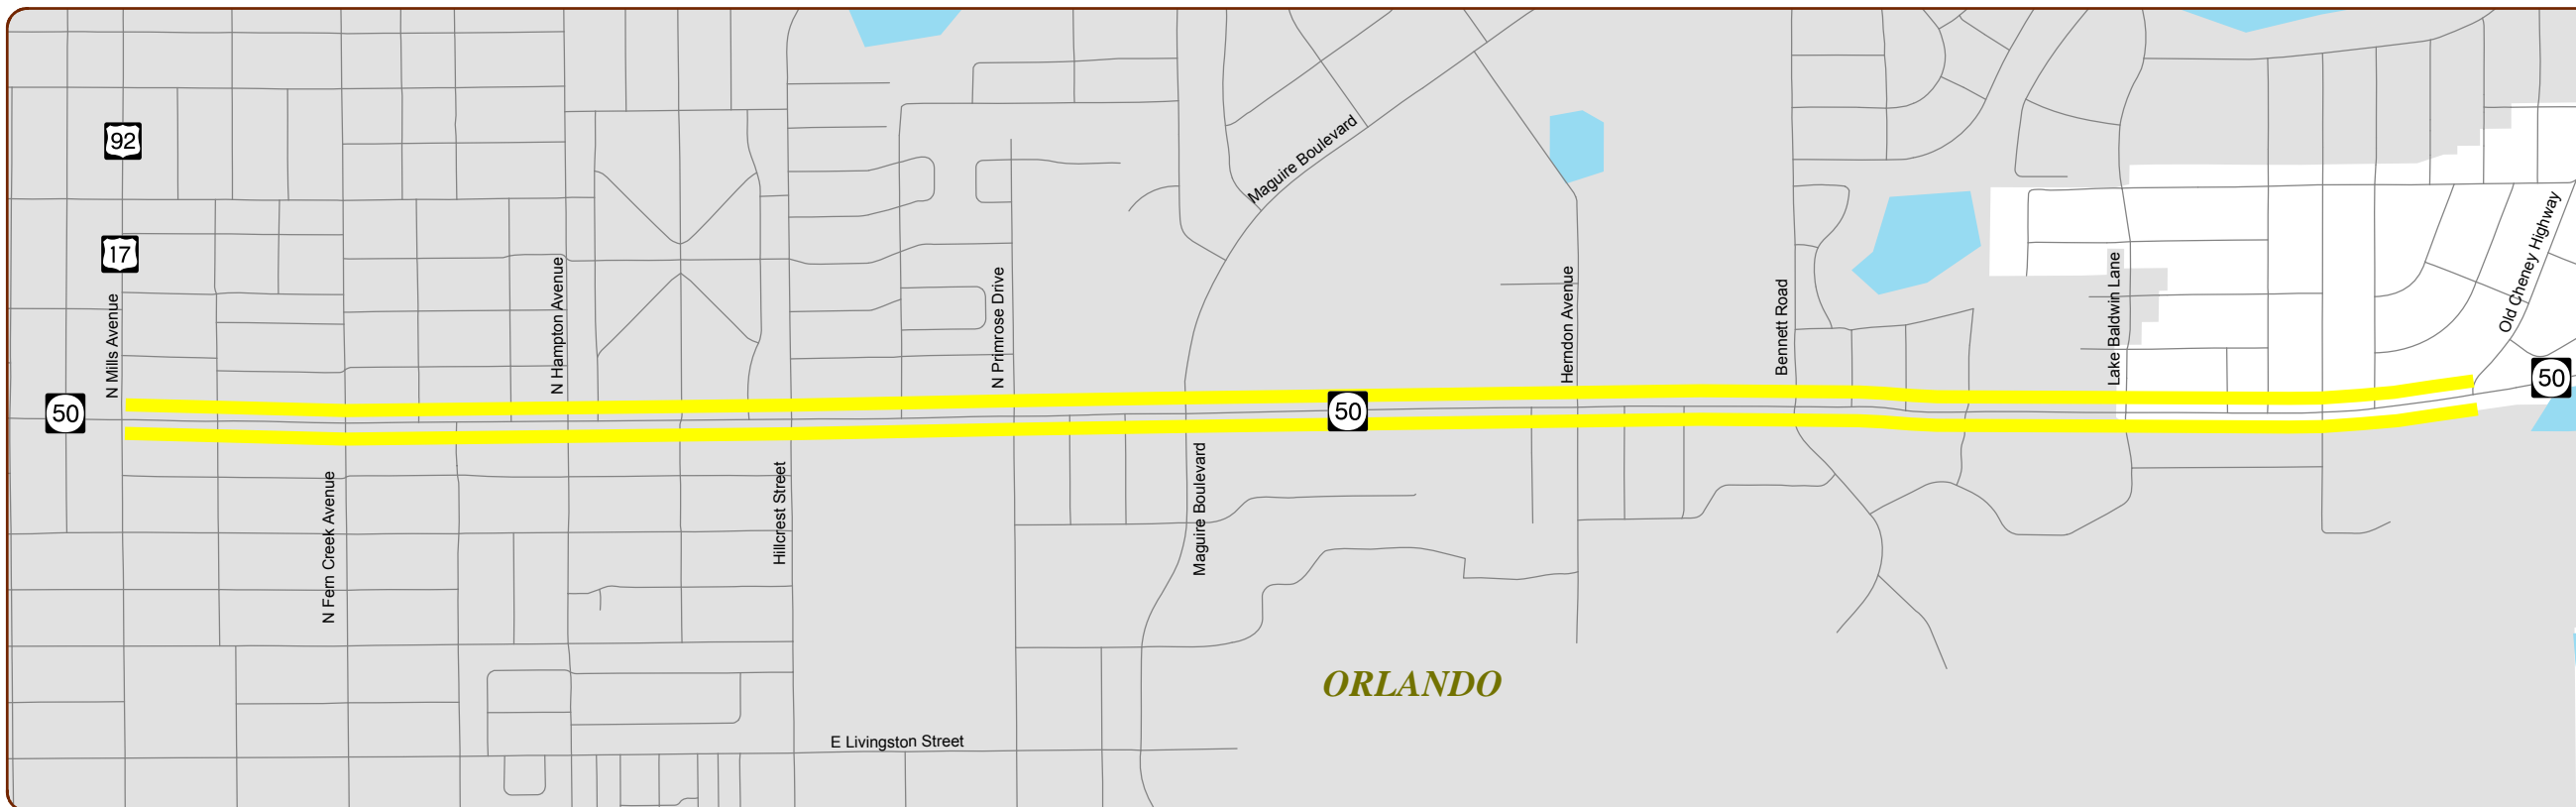 92
Maguire Boulevard
17
Old Cheney Highway
N Mills Avenue
N Hampton Avenue
N Primrose Drive
Herndon Avenue
Bennett Road
Lake Baldwin Lane
50
50
50
N Fern Creek Avenue
Hillcrest Street
Maguire Boulevard
ORLANDO
E Livingston Street